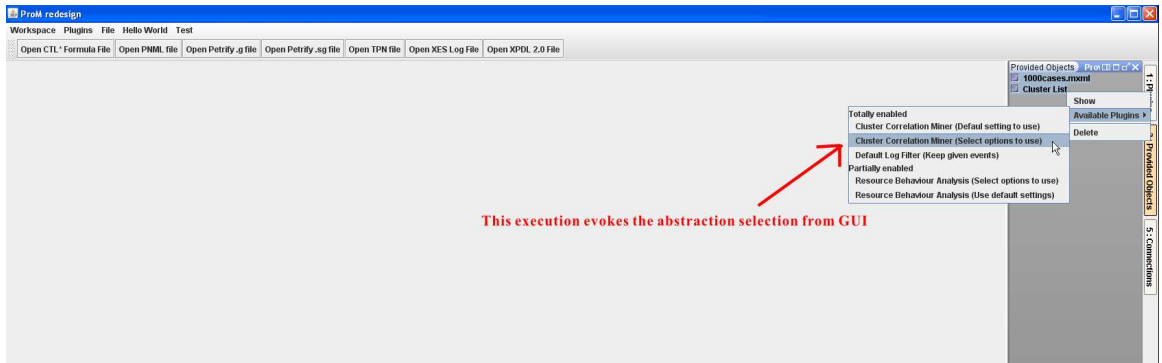 ProM redesign
Workspace Plugins File Hello World Test
Open CTL* Formula File Open PNML file Open Petrify .g file Open Petrify .sg file Open TPN file Open XES Log File Open XPDL 2.0 File
Provided Objects
1000cases.mxml
Cluster List
Show
Available Plugins
Delete
Totally enabled
Cluster Correlation Miner (Defaul setting to use)
Cluster Correlation Miner (Select options to use)
Default Log Filter (Keep given events)
Partially enabled
Resource Behaviour Analysis (Select options to use)
Resource Behaviour Analysis (Use default settings)
This execution evokes the abstraction selection from GUI
Provided Objects
5: Connections